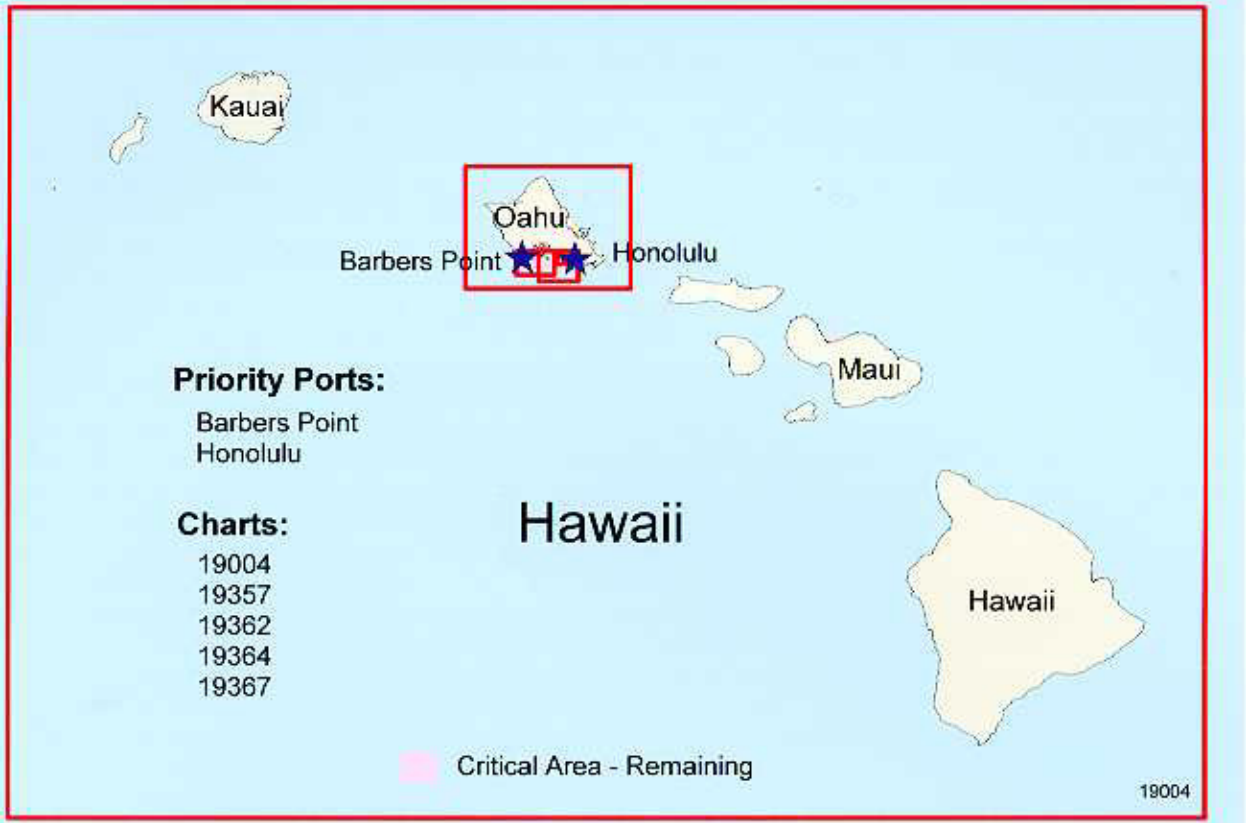 Kauai
Oahu
Barbers Point
Honolulu
Maui
Priority Ports:
Barbers Point
Honolulu
Charts:
19004
19357
19362
19364
19367
Hawaii
Hawaii
Critical Area - Remaining
19004